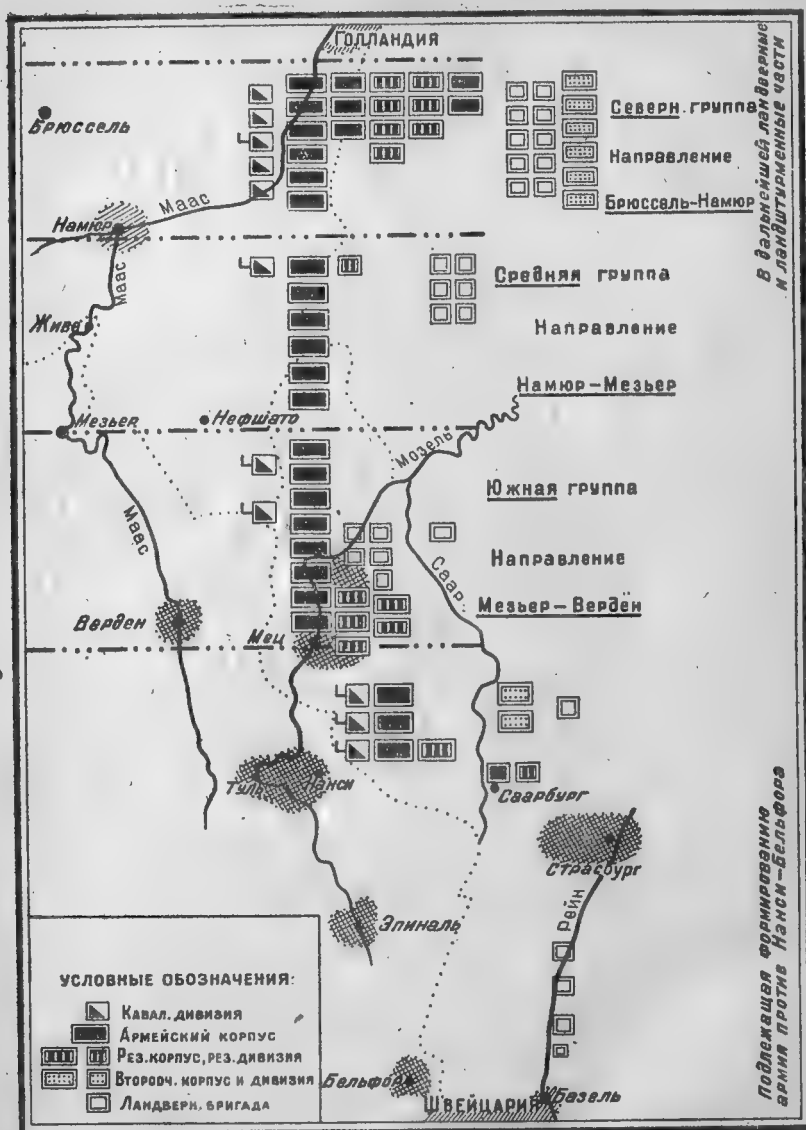 Голландия
Брюссель
Северн. группа
Направление
Брюссель-Намюр
В дальнейшей ландверные
и ландштурменные части
Маас
Намюр
Маас
Средняя группа
Живе
Направление
Намюр-Мезьер
Мезьер
Нефшато
Мозель
Южная группа
Маас
Саар
Направление
Мезьер-Верден
Верден
Мец
Туль
Нанси
Саарбург
Страсбург
Рейн
Эпиналь
Подлежащая формированию
армия против Нанси-Бельфора
УСЛОВНЫЕ ОБОЗНАЧЕНИЯ:
Кавал. дивизия
Армейский корпус
Рез. корпус, рез. дивизия
Второоч. корпус и дивизия
Ландверн. бригада
Бельфор
Швейцария
Базель